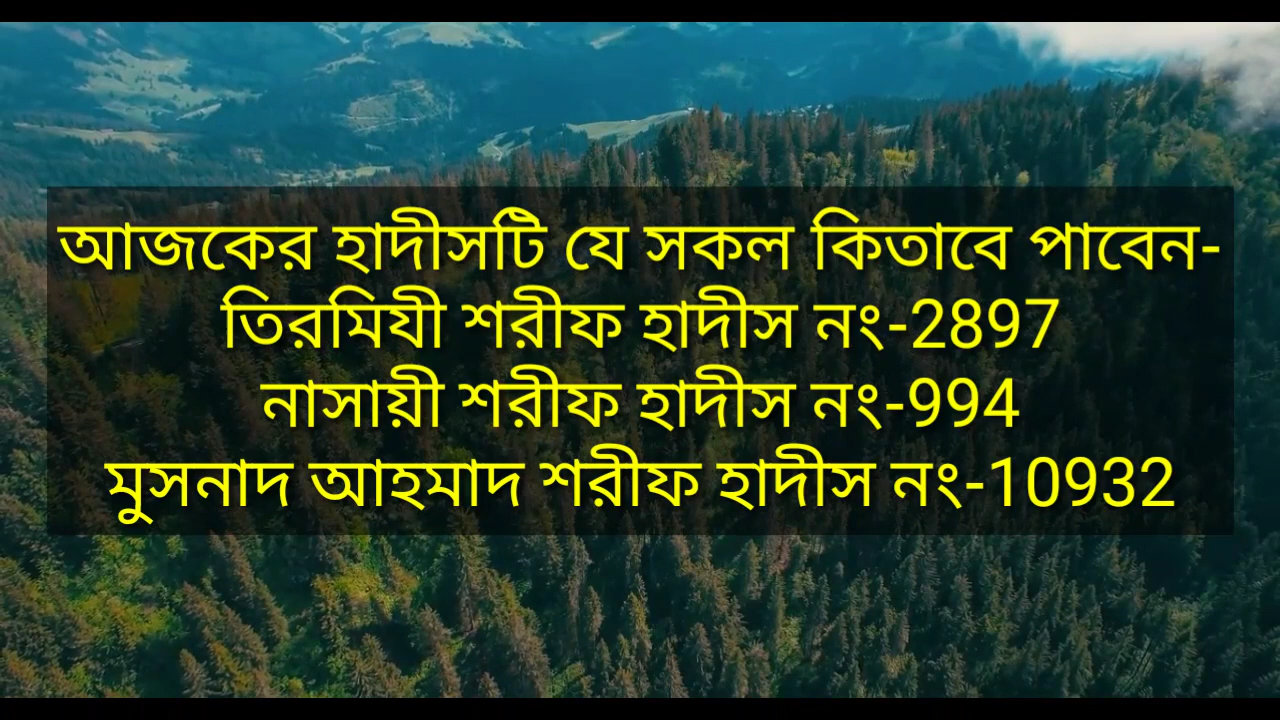 আজকের হাদীসটি যে সকল কিতাবে পাবেন-
তিরমিযী শরীফ হাদীস নং-2897
নাসায়ী শরীফ হাদীস নং-994
মুসনাদ আহমাদ শরীফ হাদীস নং-10932